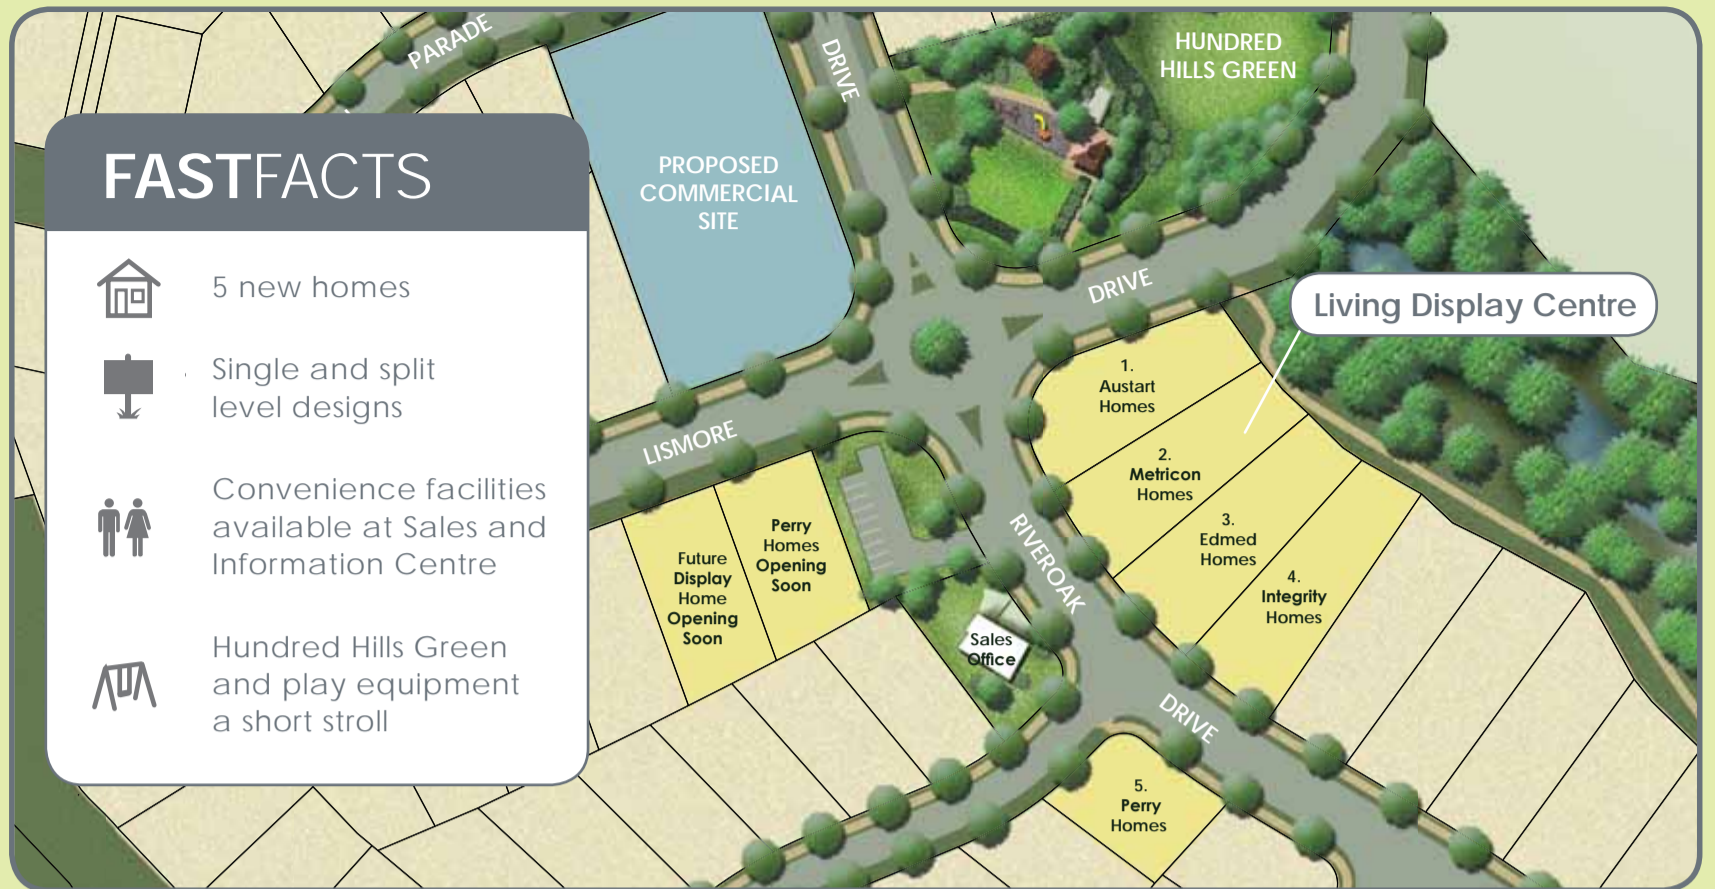 PARADE
DRIVE
HUNDRED
HILLS GREEN
FASTFACTS
5 new homes
Single and split
level designs
Convenience facilities
available at Sales and
Information Centre
Hundred Hills Green
and play equipment
a short stroll
PROPOSED
COMMERCIAL
SITE
DRIVE
Living Display Centre
LISMORE
1.
Austart
Homes
2.
Metricon
Homes
3.
Edmed
Homes
4.
Integrity
Homes
RIVEROAK
Perry
Homes
Opening
Soon
Future
Display
Home
Opening
Soon
Sales
Office
DRIVE
5.
Perry
Homes